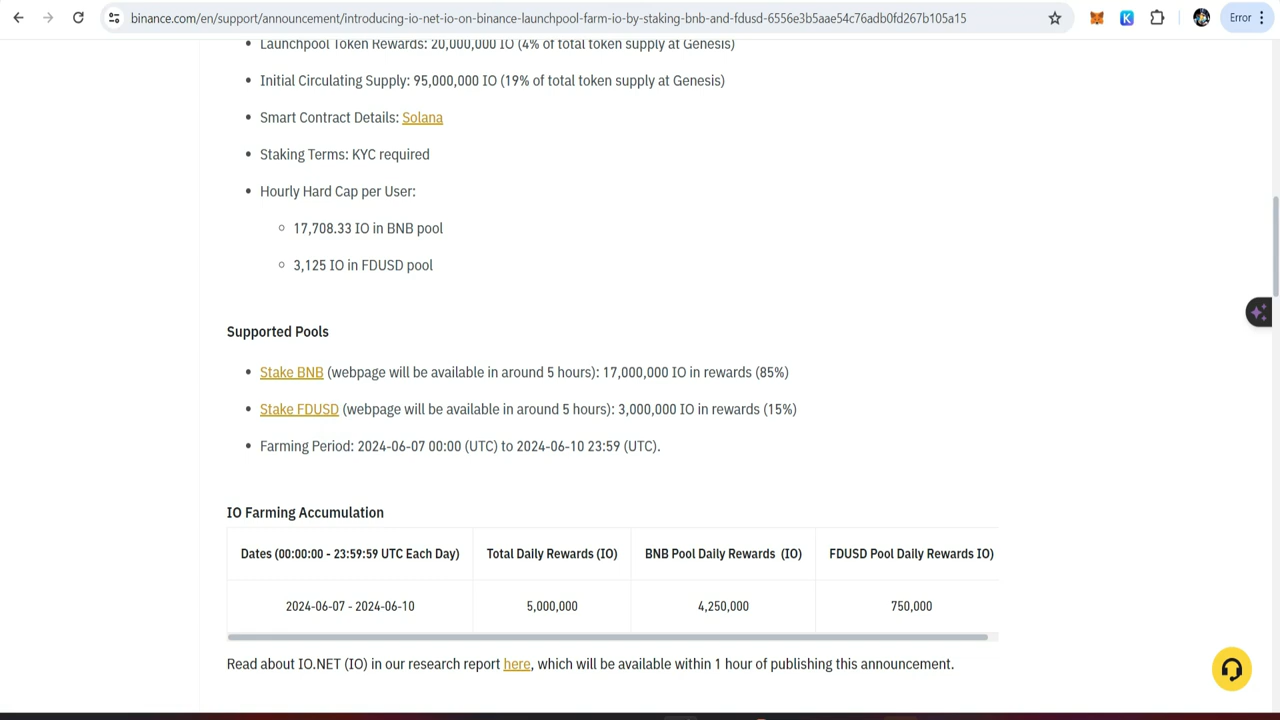 binance.com/en/support/announcement/introducing-io-net-io-on-binance-launchpool-farm-io-by-staking-bnb-and-fdusd-6556e3b5aae54c76adb0fd267b105a15
Error
Launchpool Token Rewards: 20,000,000 IO (4% of total token supply at Genesis)
Initial Circulating Supply: 95,000,000 IO (19% of total token supply at Genesis)
Smart Contract Details: Solana
Staking Terms: KYC required
Hourly Hard Cap per User:
17,708.33 IO in BNB pool
3,125 IO in FDUSD pool
Supported Pools
Stake BNB (webpage will be available in around 5 hours): 17,000,000 IO in rewards (85%)
Stake FDUSD (webpage will be available in around 5 hours): 3,000,000 IO in rewards (15%)
Farming Period: 2024-06-07 00:00 (UTC) to 2024-06-10 23:59 (UTC).
IO Farming Accumulation
Dates (00:00:00 - 23:59:59 UTC Each Day) Total Daily Rewards (IO) BNB Pool Daily Rewards (IO) FDUSD Pool Daily Rewards IO)
2024-06-07 - 2024-06-10 5,000,000 4,250,000 750,000
Read about IO.NET (IO) in our research report here, which will be available within 1 hour of publishing this announcement.